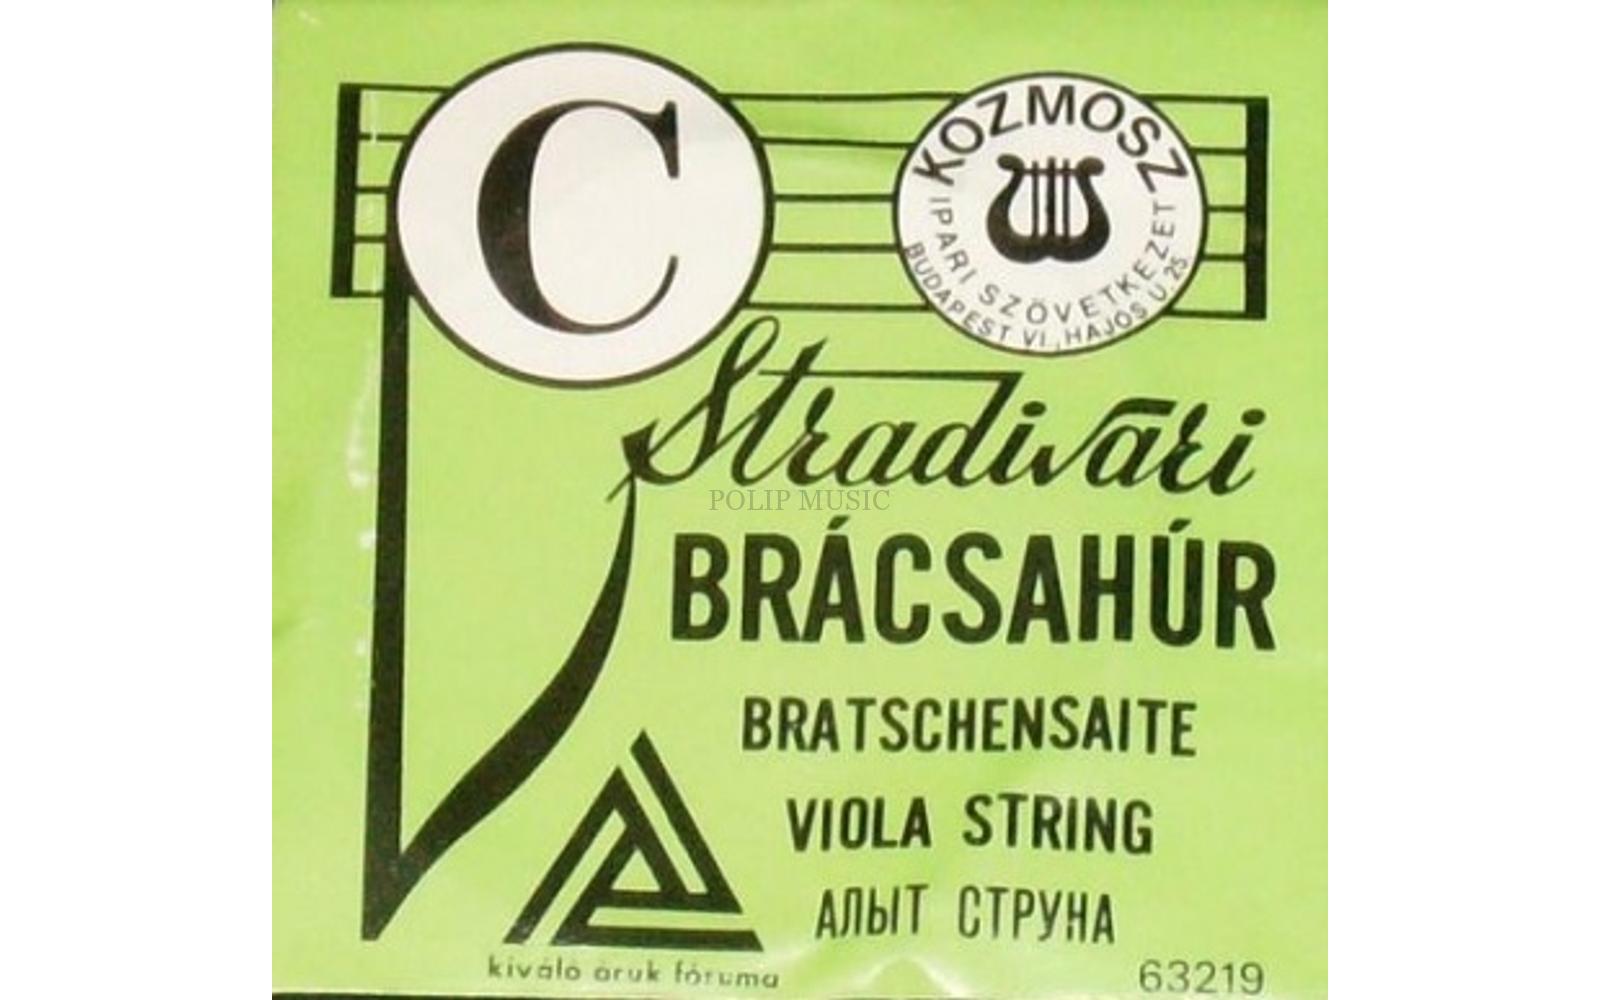 C
KOZMOSZ
IPARI SZÖVETKEZET
BUDAPEST VI., HAJÓS U. 25
Stradivári
POLIP MUSIC
BRÁCSAHÚR
BRATSCHENSAITE
VIOLA STRING
АЛЫТ СТРУНА
kiváló áruk fóruma
63219